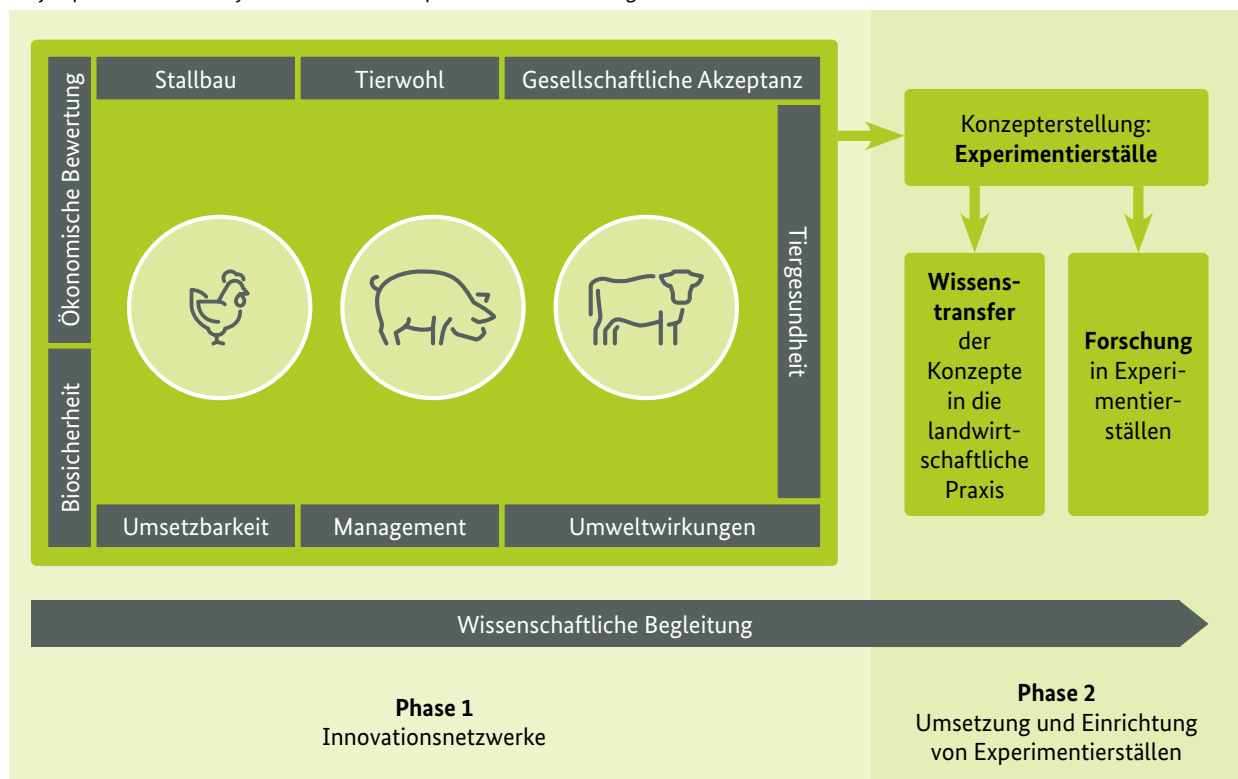 Stallbau
Tierwohl
Gesellschaftliche Akzeptanz
Ökonomische Bewertung
Biosicherheit
Tiergesundheit
Umsetzbarkeit
Management
Umweltwirkungen
Konzepterstellung:
Experimentierställe
Wissens-
transfer
der
Konzepte
in die
landwirt-
schaftliche
Praxis
Forschung
in Experi-
mentier-
ställen
Wissenschaftliche Begleitung
Phase 1
Innovationsnetzwerke
Phase 2
Umsetzung und Einrichtung
von Experimentierställen